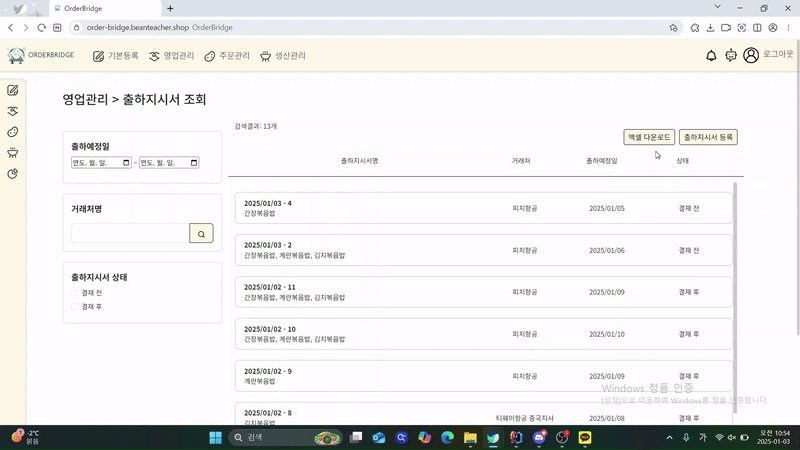 OrderBridge
order-bridge.beanteacher.shop OrderBridge
ORDERBRIDGE 기본등록 영업관리 주문관리 생산관리 로그아웃
영업관리 > 출하지시서 조회
검색결과: 13개
엑셀 다운로드 출하지시서 등록
출하예정일
연도. 월. 일. - 연도. 월. 일.
거래처명
출하지시서 상태
결재 전
결재 후
출하지시서명 거래처 출하예정일 상태
2025/01/03 - 4
간장볶음밥
피치항공 2025/01/05 결재 전
2025/01/03 - 2
간장볶음밥, 계란볶음밥, 김치볶음밥
피치항공 2025/01/06 결재 전
2025/01/02 - 11
간장볶음밥, 계란볶음밥, 김치볶음밥
피치항공 2025/01/09 결재 후
2025/01/02 - 10
간장볶음밥, 계란볶음밥, 김치볶음밥
피치항공 2025/01/10 결재 후
2025/01/02 - 9
계란볶음밥
피치항공 2025/01/09 결재 후
2025/01/02 - 8
김치볶음밥
티웨이항공 중국지사 2025/01/08 결재 후
Windows 정품 인증
[설정]으로 이동하여 Windows를 정품 인증합니다.
-2°C
맑음
검색
가
오전 10:54
2025-01-03